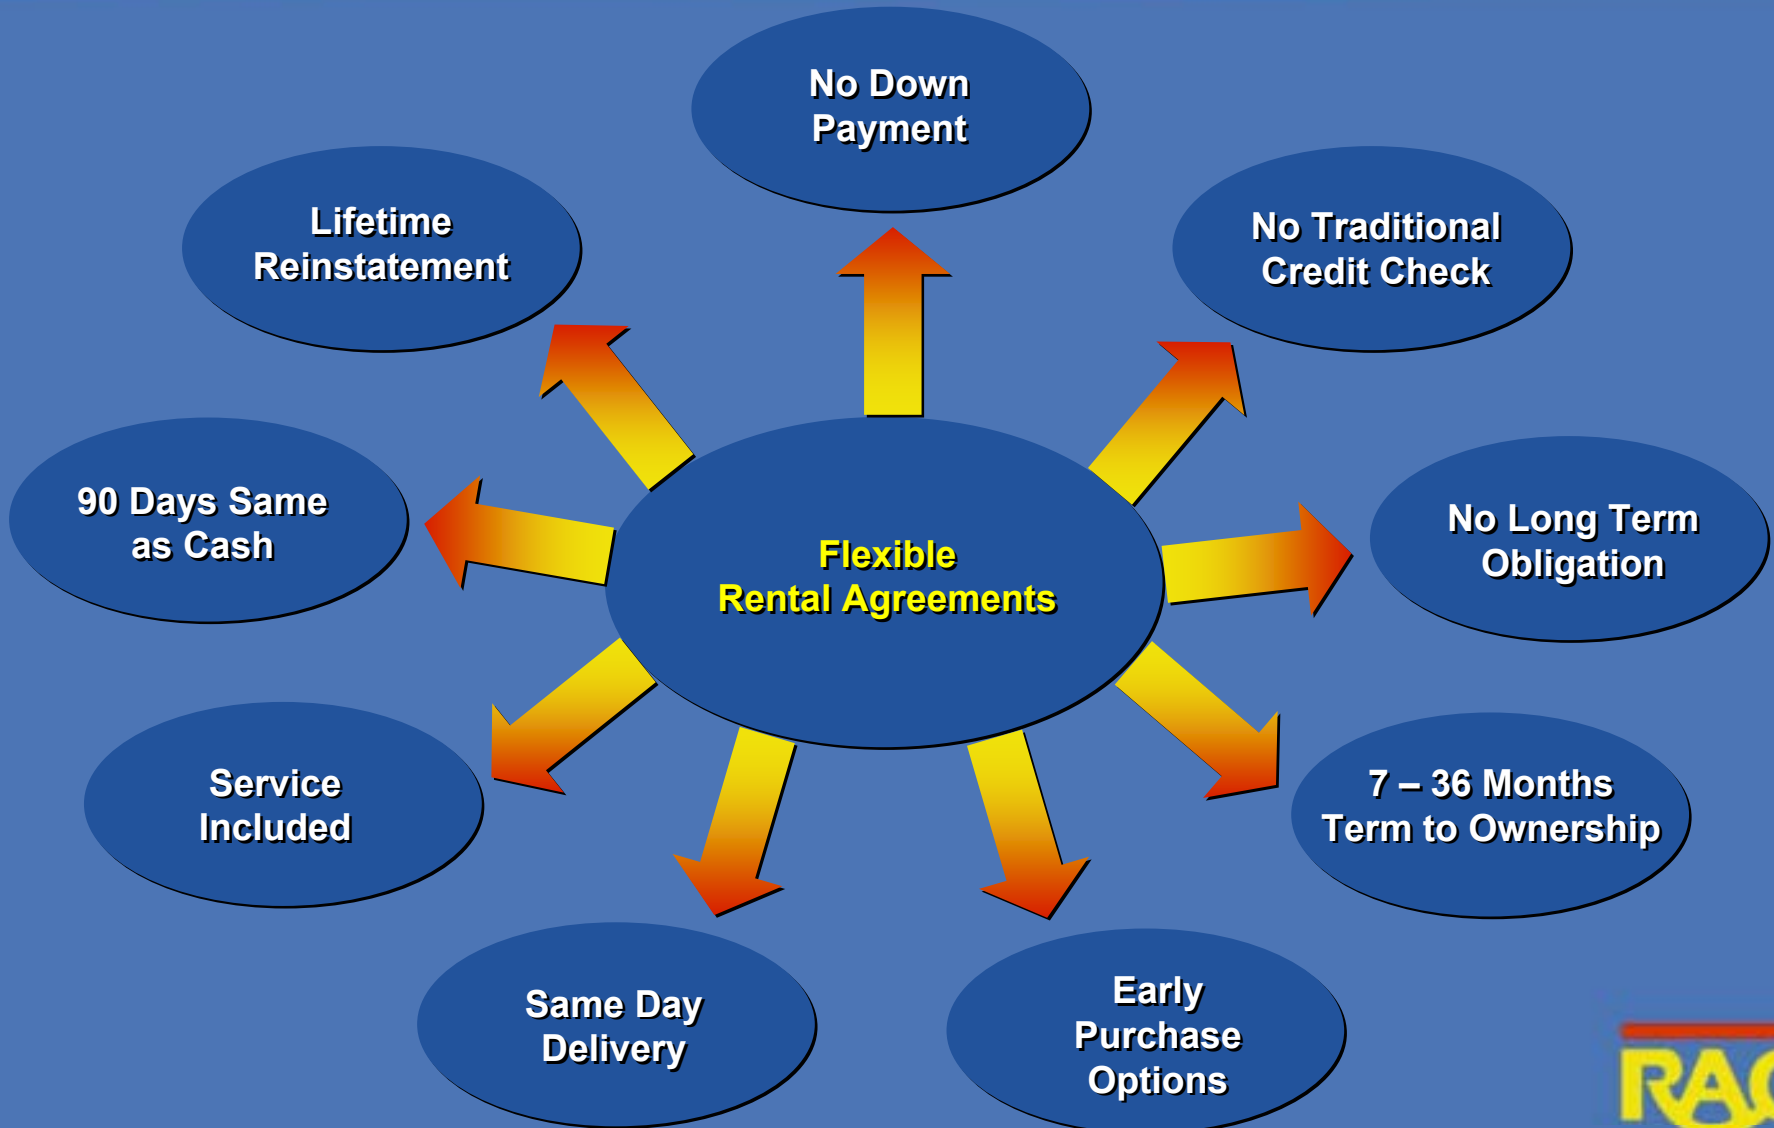 No Down
Payment
Lifetime
Reinstatement
No Traditional
Credit Check
90 Days Same
as Cash
No Long Term
Obligation
Flexible
Rental Agreements
Service
Included
7 – 36 Months
Term to Ownership
Same Day
Delivery
Early
Purchase
Options
RAC